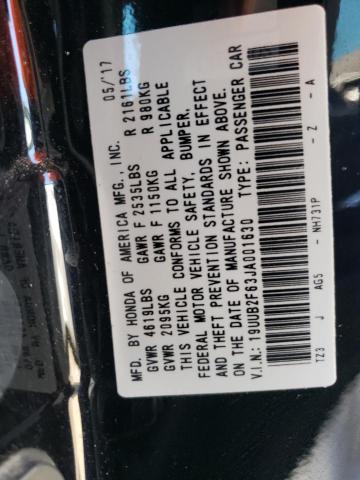 MFD. BY HONDA OF AMERICA MFG., INC. 05/'17
GVWR 4619LBS GAWR F 2535LBS R 2161LBS
GVWR 2095KG GAWR F 1150KG R 980KG
THIS VEHICLE CONFORMS TO ALL APPLICABLE
FEDERAL MOTOR VEHICLE SAFETY, BUMPER,
AND THEFT PREVENTION STANDARDS IN EFFECT
ON THE DATE OF MANUFACTURE SHOWN ABOVE.
V.I.N.: 19UUB2F63JA001630 TYPE: PASSENGER CAR
TZ3 J AG5 - NH731P - Z - A